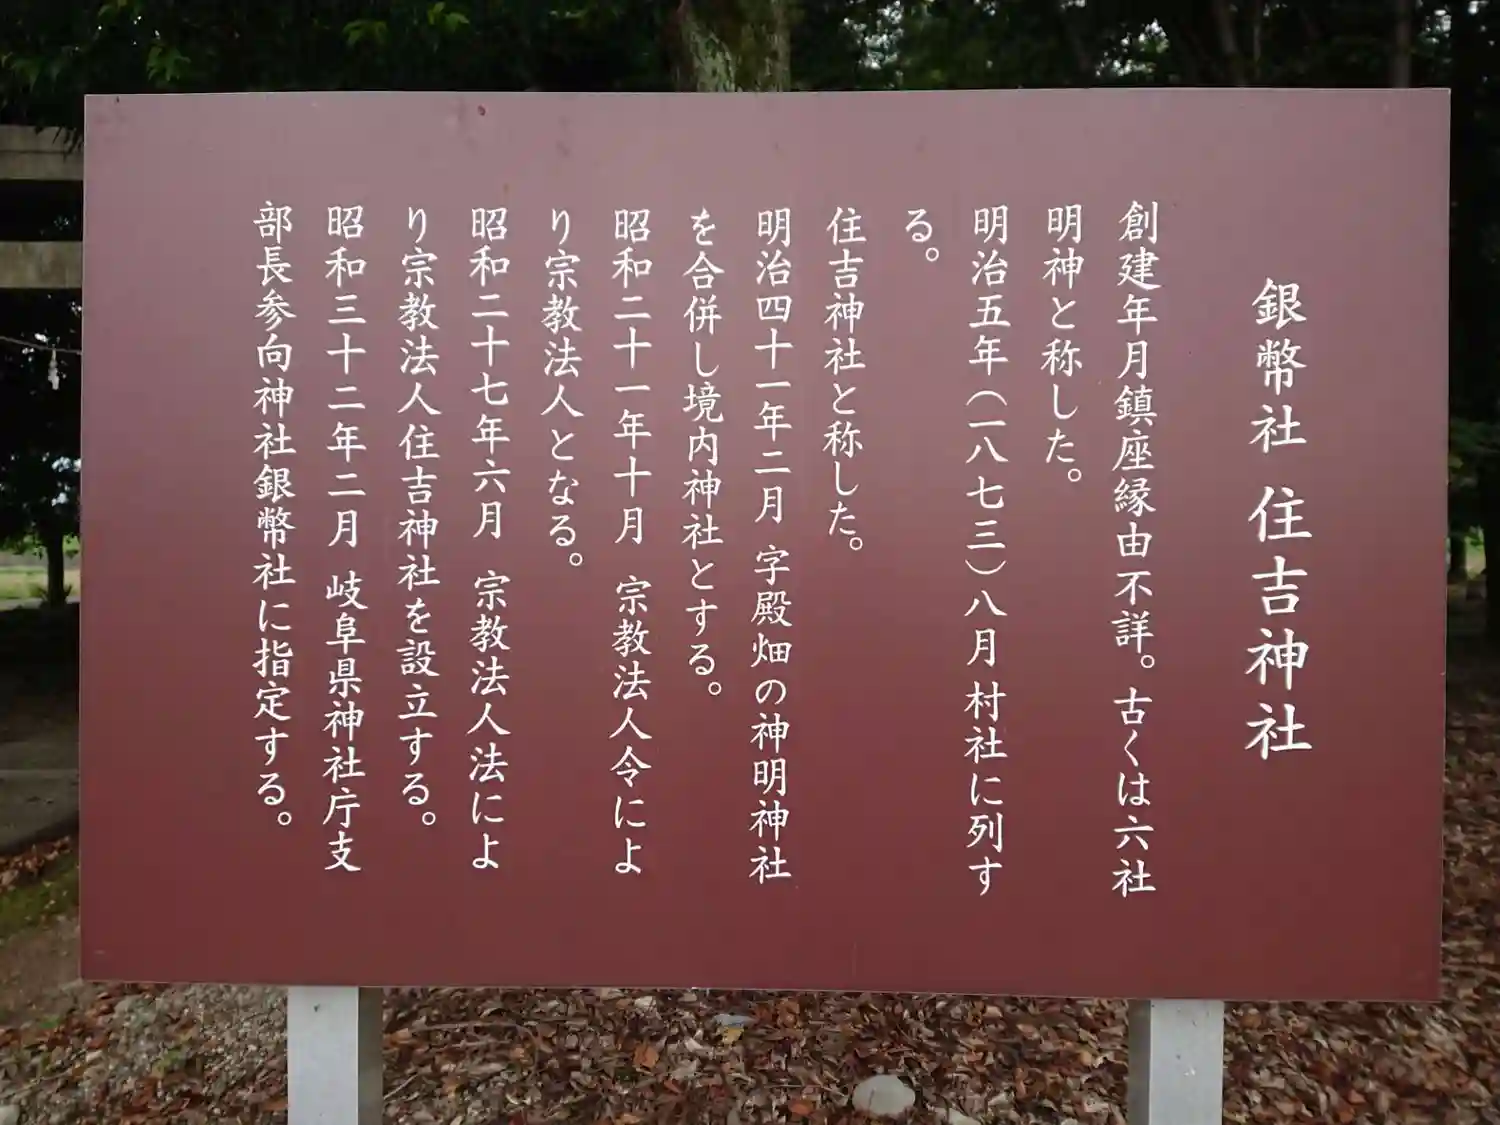 銀幣社 住吉神社
創建年月鎮座縁由不詳。古くは六社
明神と称した。
明治五年(一八七三)八月村社に列す
る。
住吉神社と称した。
明治四十一年二月 字殿畑の神明神社
を合併し境内神社とする。
昭和二十一年十月 宗教法人令によ
り宗教法人となる。
昭和二十七年六月 宗教法人法によ
り宗教法人住吉神社を設立する。
昭和三十二年二月 岐阜県神社庁支
部長参向神社銀幣社に指定する。